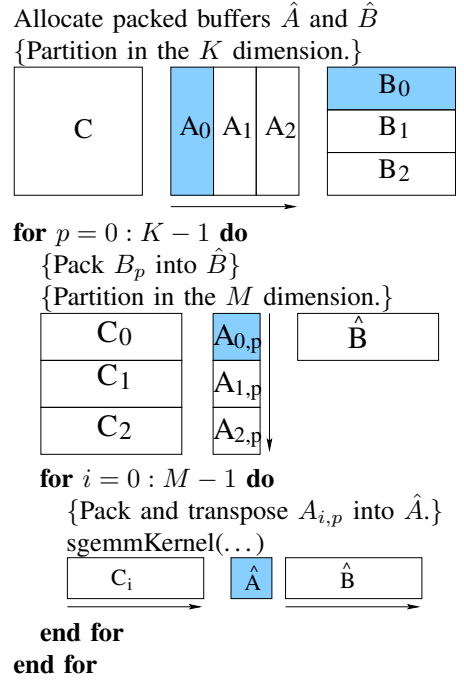 Allocate packed buffers Â and B̂
{Partition in the K dimension.}
C A₀ A₁ A₂ B₀
B₁
B₂
for p = 0 : K − 1 do
{Pack Bₚ into B̂}
{Partition in the M dimension.}
C₀ A₀,ₚ B̂
C₁ A₁,ₚ
C₂ A₂,ₚ
for i = 0 : M − 1 do
{Pack and transpose Aᵢ,ₚ into Â.}
sgemmKernel(...)
Cᵢ Â B̂
end for
end for